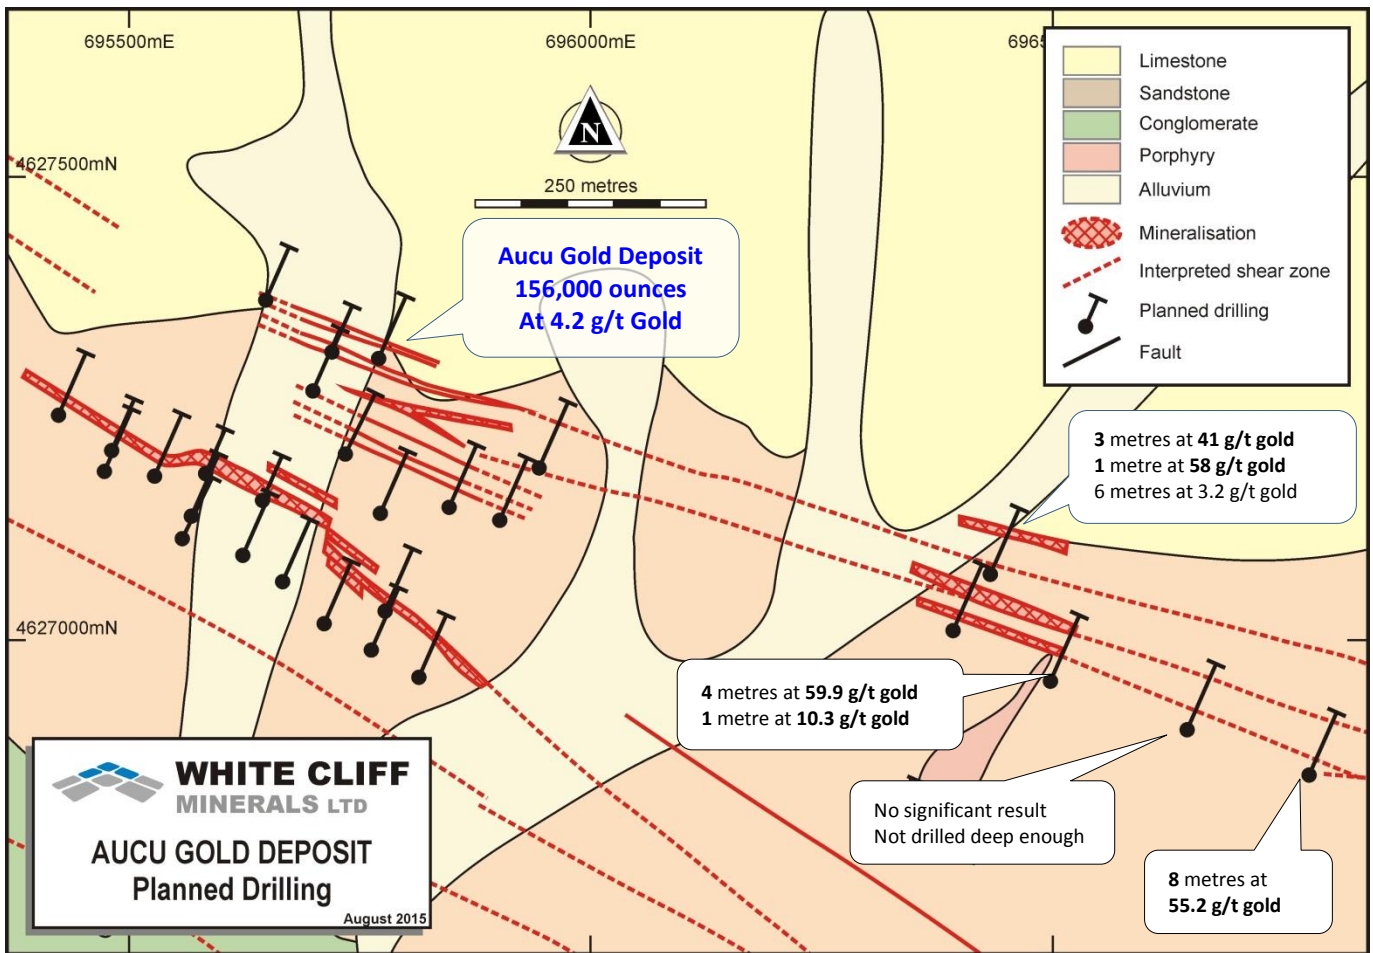 695500mE
696000mE
696
4627500mN
4627000mN
N
250 metres
Limestone
Sandstone
Conglomerate
Porphyry
Alluvium
Mineralisation
Interpreted shear zone
Planned drilling
Fault
Aucu Gold Deposit
156,000 ounces
At 4.2 g/t Gold
3 metres at 41 g/t gold
1 metre at 58 g/t gold
6 metres at 3.2 g/t gold
4 metres at 59.9 g/t gold
1 metre at 10.3 g/t gold
No significant result
Not drilled deep enough
8 metres at
55.2 g/t gold
WHITE CLIFF
MINERALS LTD
AUCU GOLD DEPOSIT
Planned Drilling
August 2015